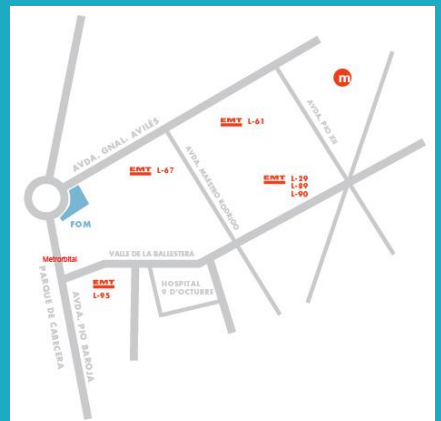 m
AVDA. PIO XII
EMT L-61
AVDA. GNAL. AVILÉS
EMT L-67
AVDA. MAESTRO RODRIGO
EMT L-29
L-89
L-90
FOM
Metrorbital
VALLE DE LA BALLESTERA
EMT
L-95
HOSPITAL
9 D'OCTUBRE
PARQUE DE CABECERA
AVDA. PIO BAROJA